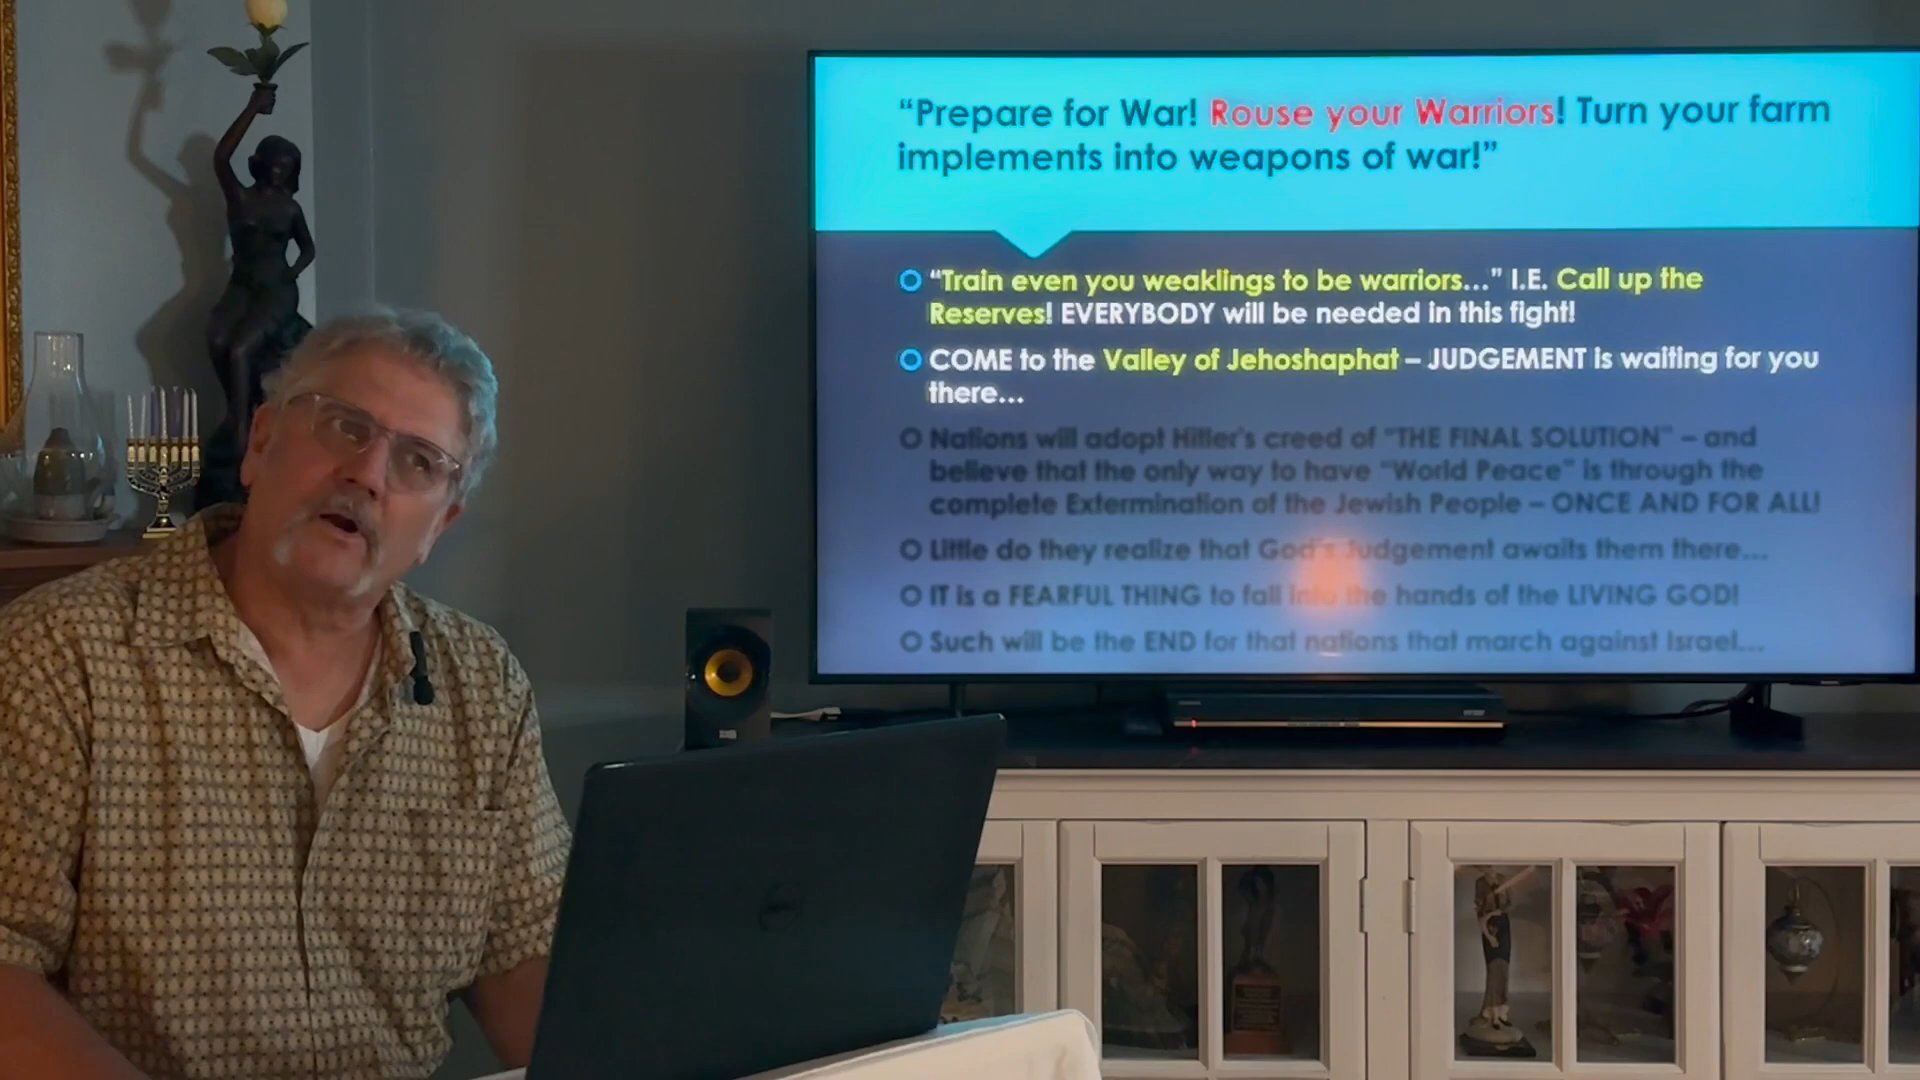 “Prepare for War! Rouse your Warriors! Turn your farm
implements into weapons of war!”
“Train even you weaklings to be warriors…” I.E. Call up the
Reserves! EVERYBODY will be needed in this fight!
COME to the Valley of Jehoshaphat – JUDGEMENT is waiting for you
there…
Nations will adopt Hitler's creed of “THE FINAL SOLUTION” – and
believe that the only way to have “World Peace” is through the
complete Extermination of the Jewish People – ONCE AND FOR ALL!
Little do they realize that God's Judgement awaits them there…
IT is a FEARFUL THING to fall into the hands of the LIVING GOD!
Such will be the END for that nations that march against Israel…
DELL